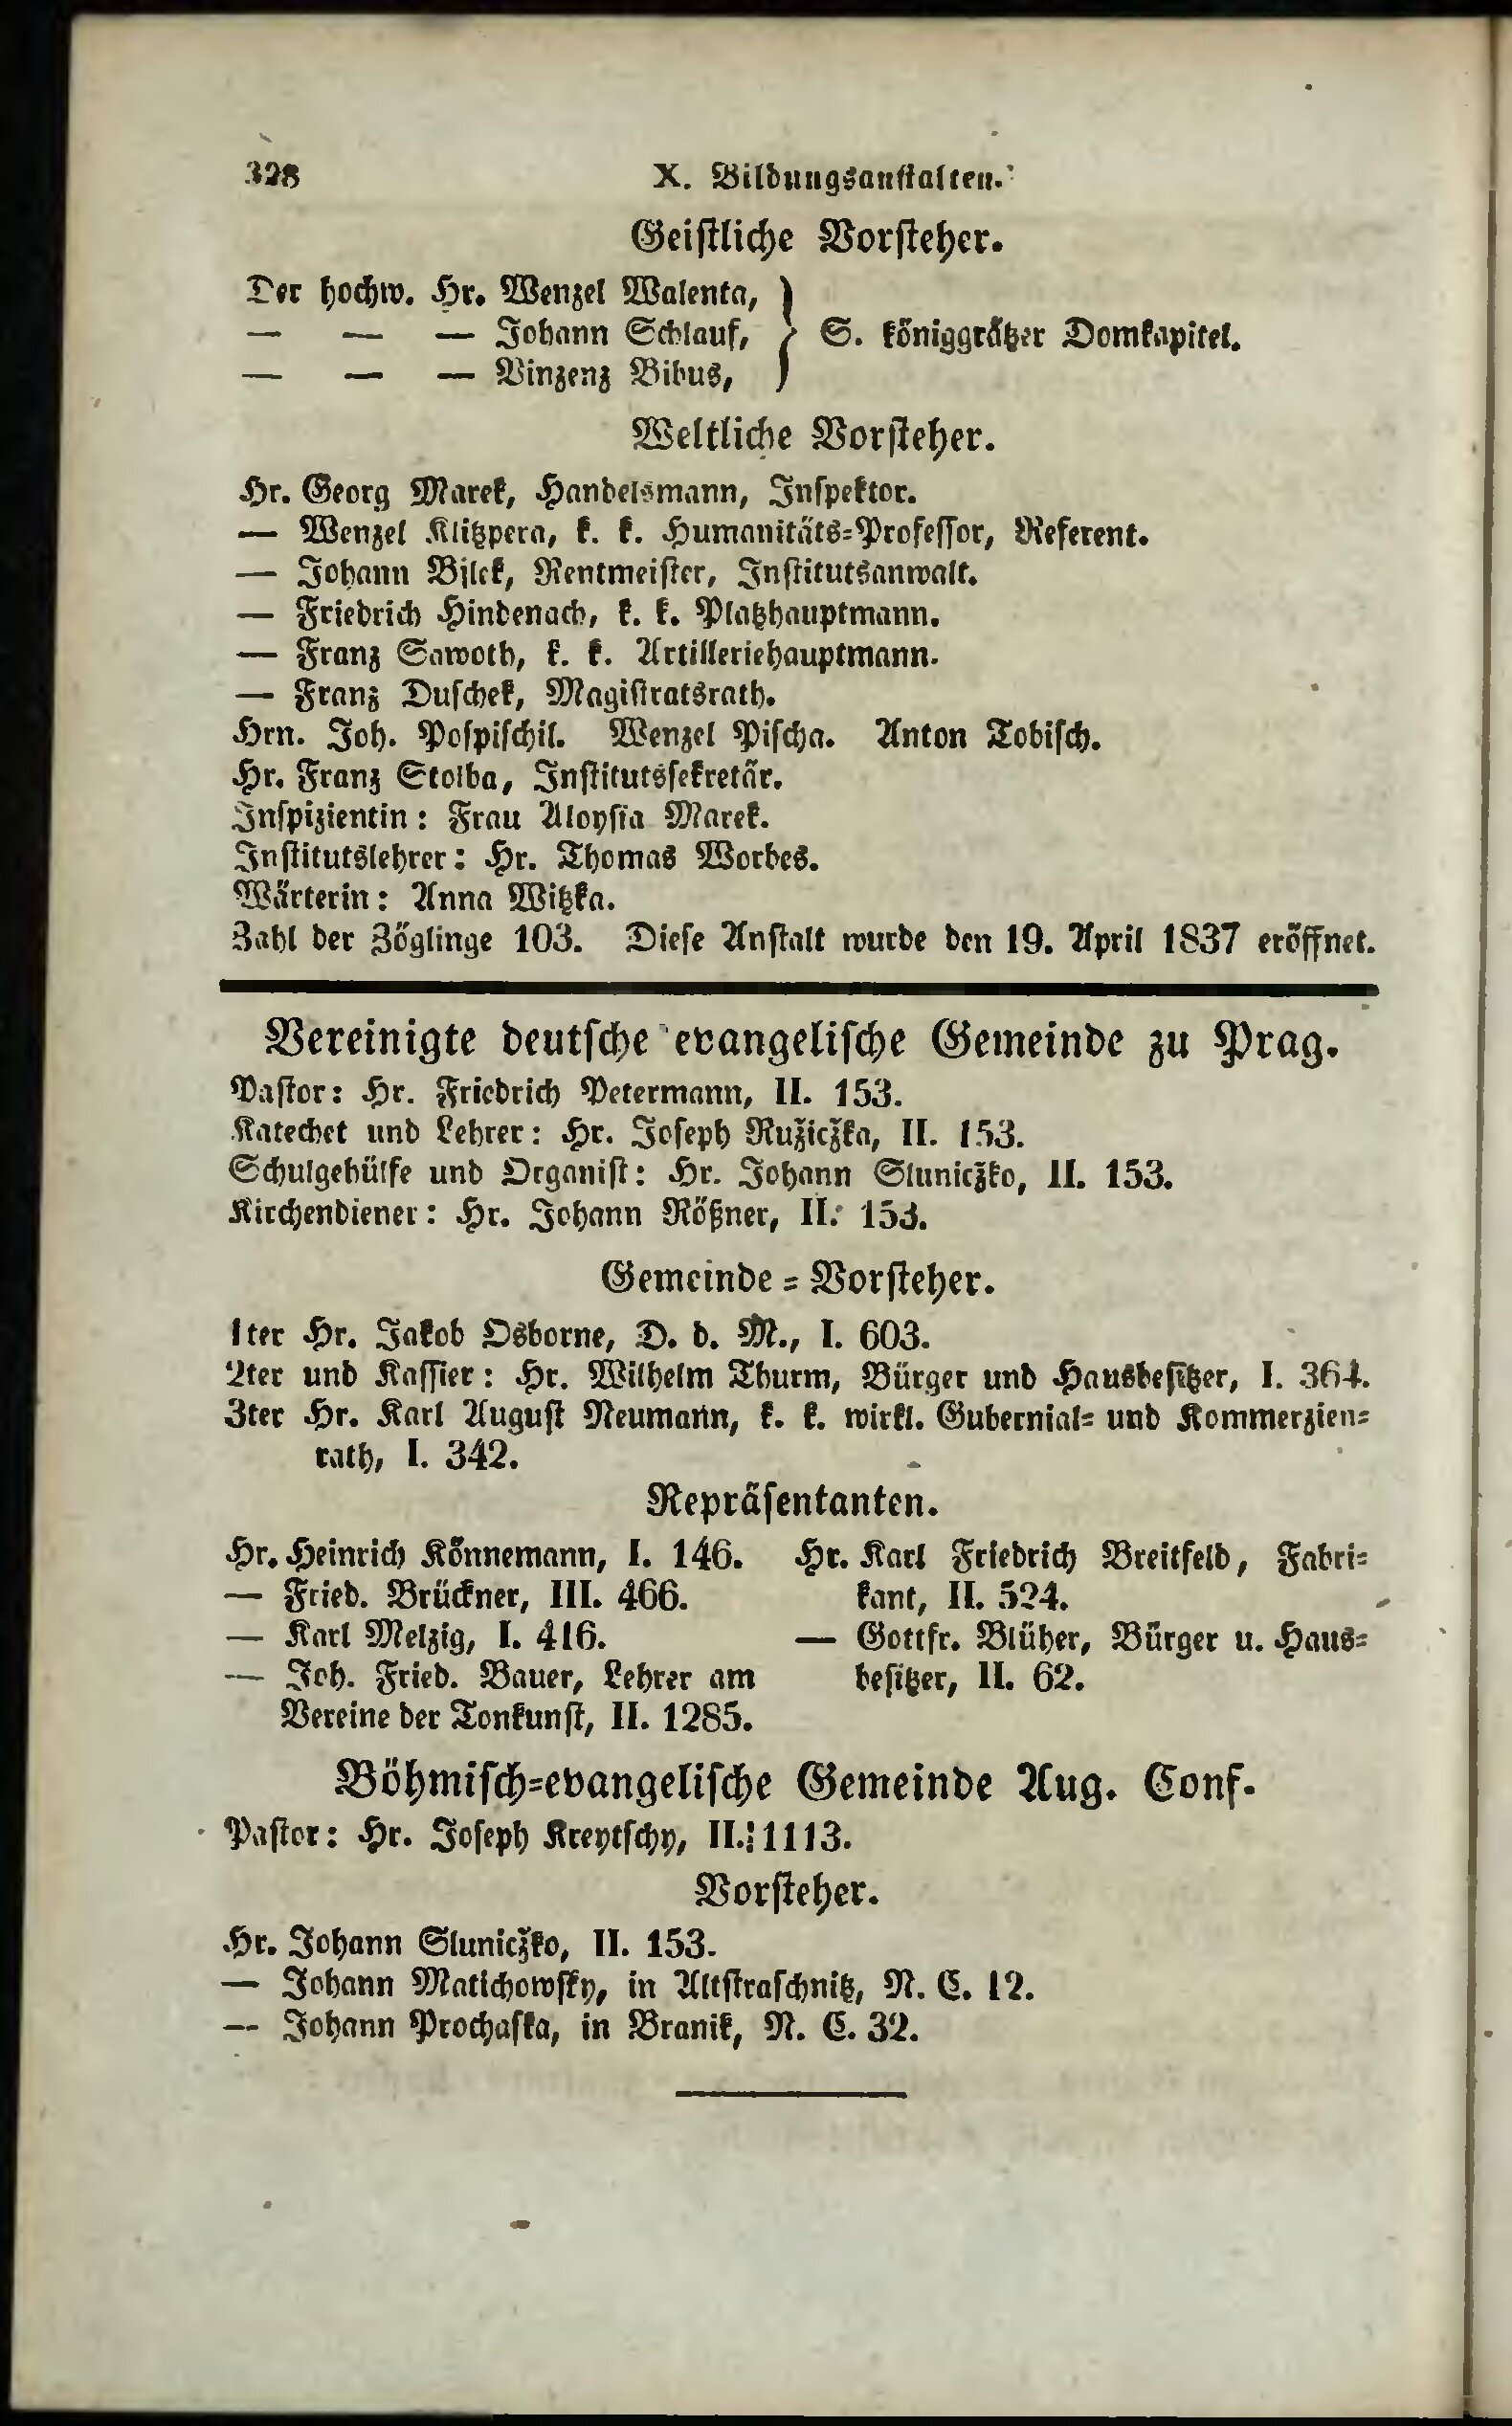 328 X. Bildungsanstalten.
Geistliche Vorsteher.
Der hochw. Hr. Wenzel Walenta,
— — — Johann Schlauf, } S. königgrätzer Domkapitel.
— — — Vinzenz Bibus,
Weltliche Vorsteher.
Hr. Georg Marek, Handelsmann, Inspektor.
— Wenzel Klitzpera, k. k. Humanitäts-Professor, Referent.
— Johann Bilek, Rentmeister, Institutsanwalt.
— Friedrich Hindenach, k. k. Platzhauptmann.
— Franz Sawoth, k. k. Artilleriehauptmann.
— Franz Duschek, Magistratsrath.
Hrn. Joh. Pospischil. Wenzel Pischa. Anton Tobisch.
Hr. Franz Stolba, Institutssekretär.
Inspizientin: Frau Aloysia Marek.
Institutslehrer: Hr. Thomas Worbes.
Wärterin: Anna Witzka.
Zahl der Zöglinge 103. Diese Anstalt wurde den 19. April 1837 eröffnet.
Vereinigte deutsche evangelische Gemeinde zu Prag.
Pastor: Hr. Friedrich Petermann, II. 153.
Katechet und Lehrer: Hr. Joseph Ružiczka, II. 153.
Schulgehülfe und Organist: Hr. Johann Sluniczko, II. 153.
Kirchendiener: Hr. Johann Rößner, II. 153.
Gemeinde-Vorsteher.
1ter Hr. Jakob Osborne, D. d. M., I. 603.
2ter und Kassier: Hr. Wilhelm Thurm, Bürger und Hausbesitzer, I. 364.
3ter Hr. Karl August Neumann, k. k. wirkl. Gubernial- und Kommerzien-
rath, I. 342.
Repräsentanten.
Hr. Heinrich Könnemann, I. 146.
— Fried. Brückner, III. 466.
— Karl Melzig, I. 416.
— Joh. Fried. Bauer, Lehrer am
Vereine der Tonkunst, II. 1285.
Hr. Karl Friedrich Breitfeld, Fabri-
kant, II. 524.
— Gottfr. Blüher, Bürger u. Haus-
besitzer, II. 62.
Böhmisch-evangelische Gemeinde Aug. Conf.
Pastor: Hr. Joseph Kreytschy, II. 1113.
Vorsteher.
Hr. Johann Sluniczko, II. 153.
— Johann Matichowsky, in Altstraschnitz, N. C. 12.
— Johann Prochaska, in Branik, N. C. 32.